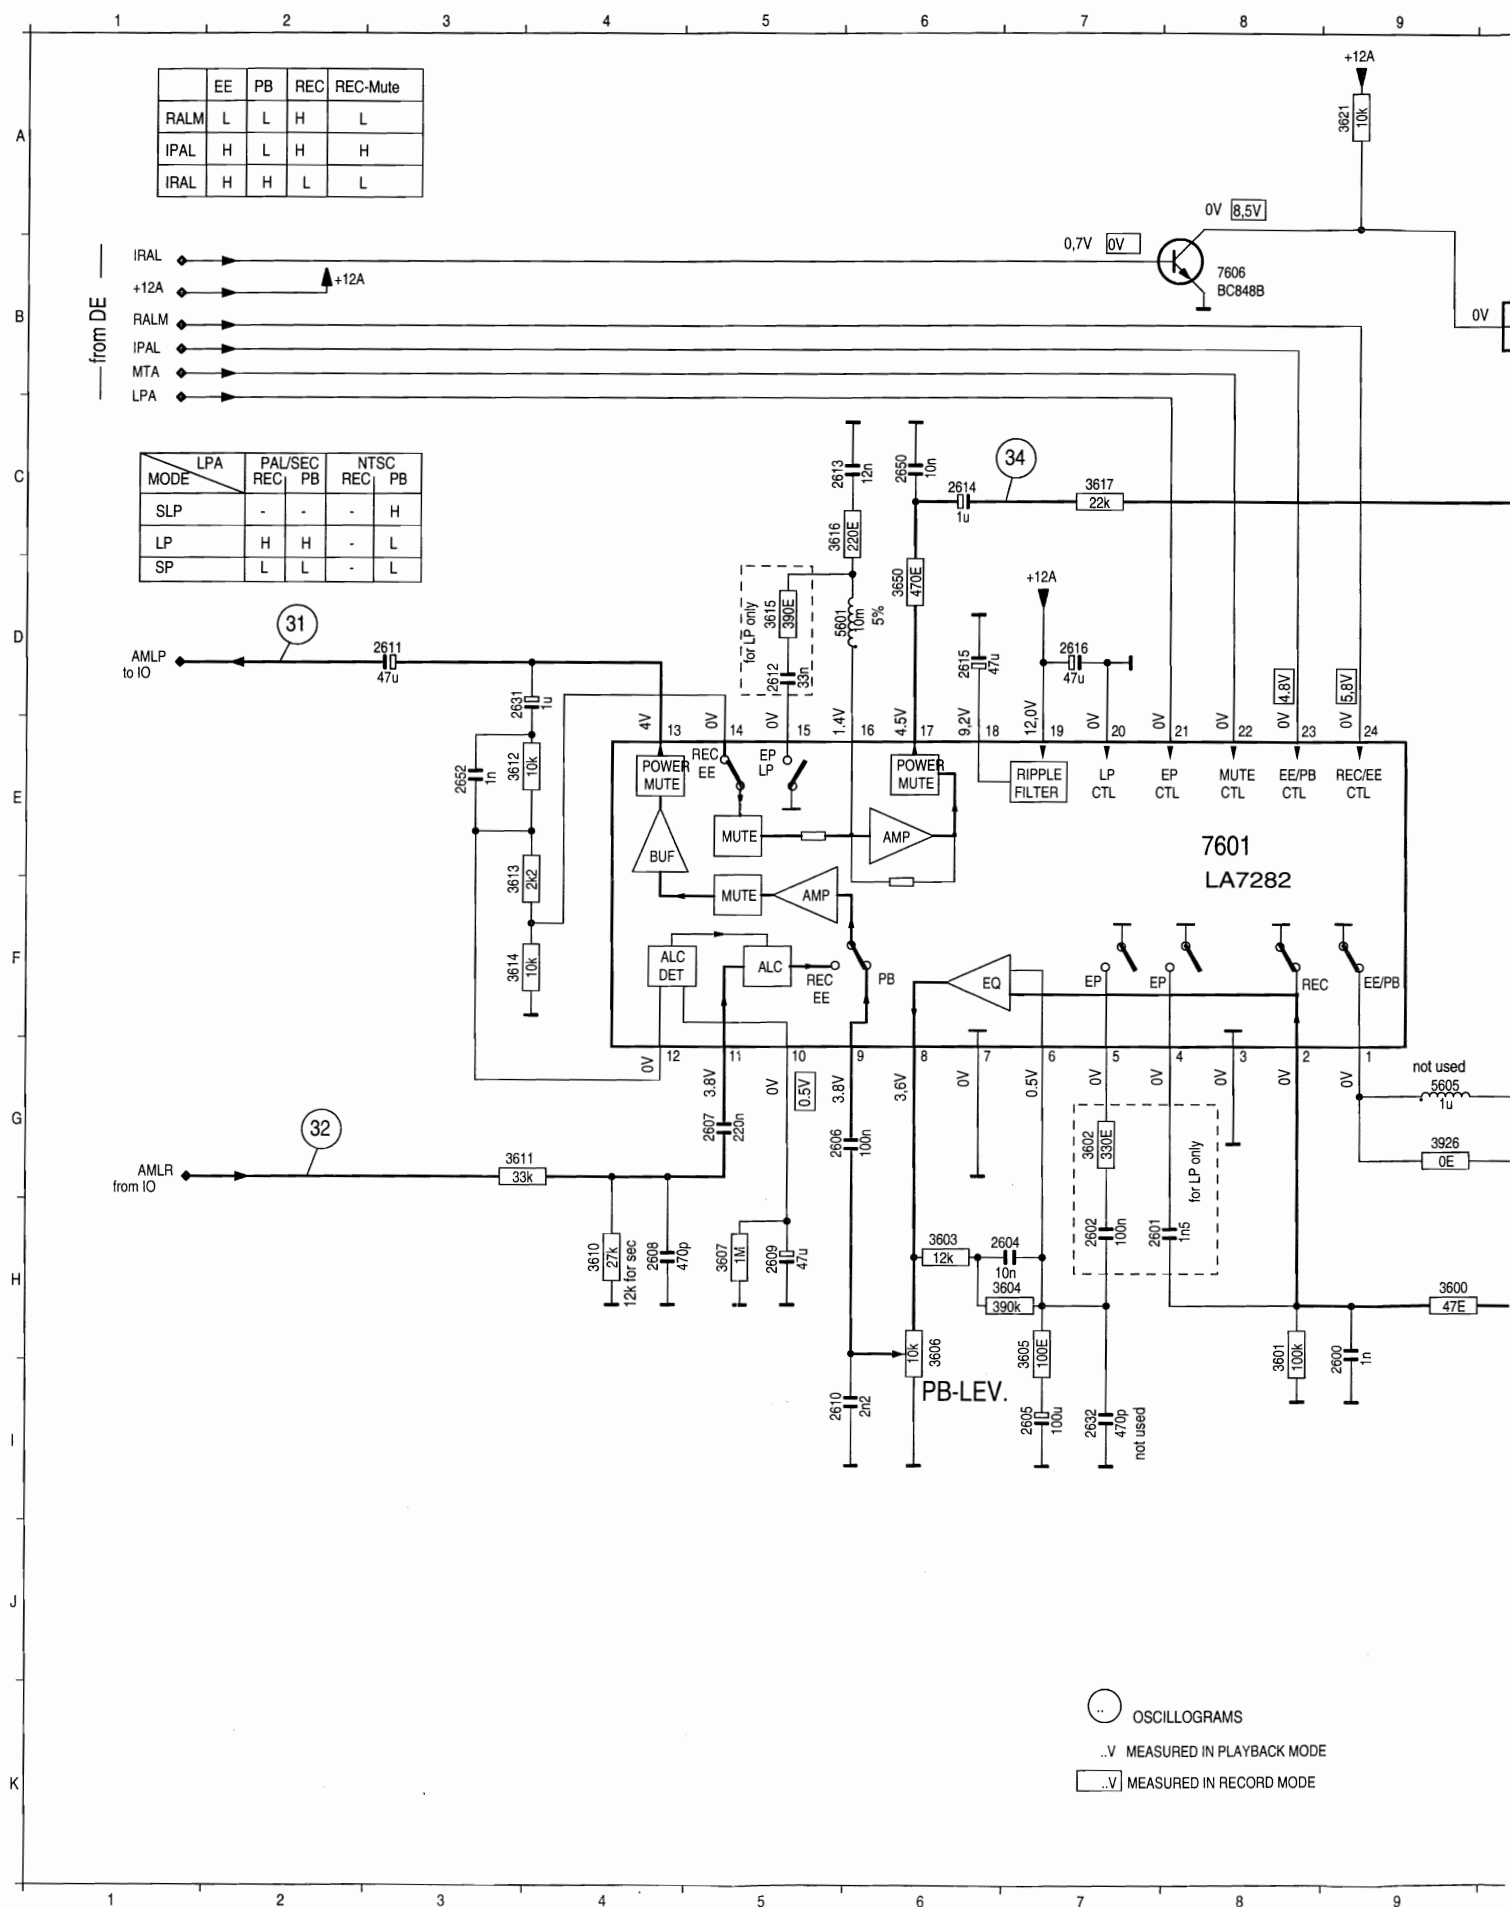 1 2 3 4 5 6 7 8 9
EE PB REC REC-Mute
RALM L L H L
IPAL H L H H
IRAL H H L L
+12A
3621
10k
0V 8,5V
0,7V 0V
7606
BC848B
0V
from DE
IRAL
+12A
+12A
RALM
IPAL
MTA
LPA
LPA PAL/SEC NTSC
MODE REC PB REC PB
SLP - - - H
LP H H - L
SP L L - L
2613
12n
2650
10n
34
2614
1u
3617
22k
3616
220E
3650
470E
for LP only
3615
390E
2612
33n
5601
10m
5%
+12A
2615
47u
2616
47u
31
AMLP
to IO
2611
47u
2631
1u
2652
1n
3612
10k
3613
2k2
3614
10k
4V 0V 0V 1.4V 4.5V 9,2V 12,0V 0V 0V 0V 0V 4.8V 0V 5,8V
13 14 15 16 17 18 19 20 21 22 23 24
POWER
MUTE
REC
EE
EP
LP
POWER
MUTE
RIPPLE
FILTER
LP
CTL
EP
CTL
MUTE
CTL
EE/PB
CTL
REC/EE
CTL
BUF
MUTE
AMP
7601
LA7282
MUTE
AMP
ALC
DET
ALC
REC
EE
PB
EQ
EP
EP
REC
EE/PB
12 11 10 9 8 7 6 5 4 3 2 1
0V 3.8V 0V 0.5V 3.8V 3,6V 0V 0.5V 0V 0V 0V 0V 0V
not used
5605
1u
3926
0E
32
AMLR
from IO
3611
33k
2607
220n
2606
100n
3602
330E
for LP only
2602
100n
2601
1n5
3610
27k
12k for sec
2608
470p
3607
1M
2609
47u
3603
12k
2604
10n
3604
390k
3600
47E
10k
3606
PB-LEV.
3605
100E
3601
100k
2600
1n
2610
2n2
2605
100u
2632
470p
not used
A
B
C
D
E
F
G
H
I
J
K
.. OSCILLOGRAMS
..V MEASURED IN PLAYBACK MODE
..V MEASURED IN RECORD MODE
1 2 3 4 5 6 7 8 9